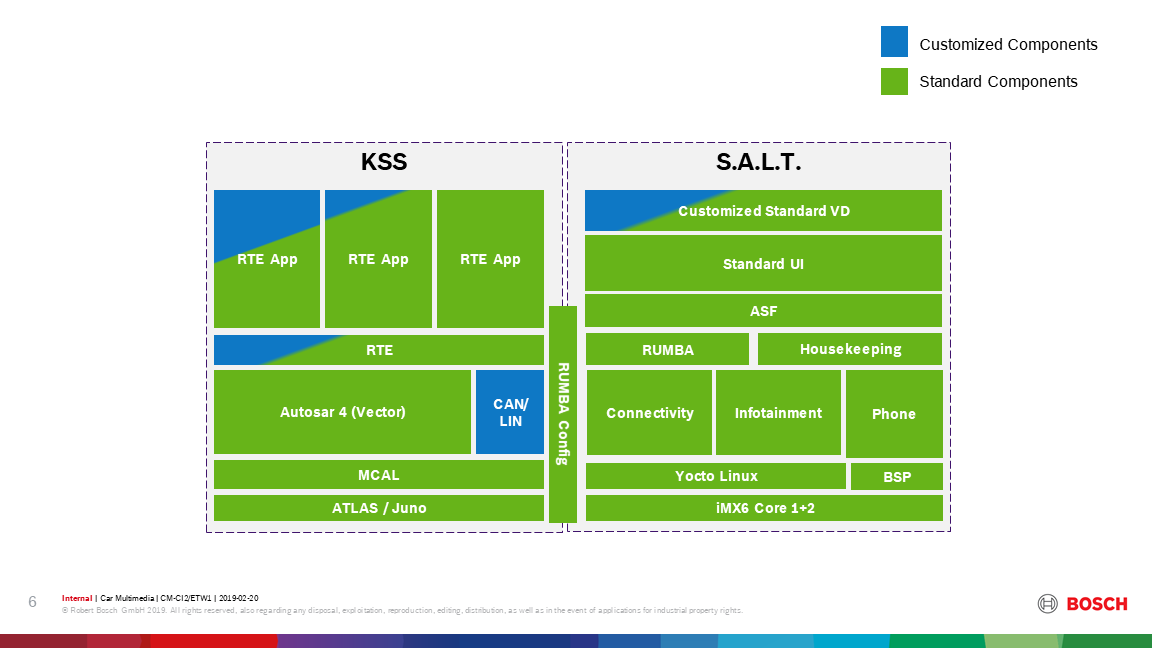 Customized Components
Standard Components
KSS
S.A.L.T.
RTE App
RTE App
RTE App
RTE
Autosar 4 (Vector)
CAN/
LIN
MCAL
ATLAS / Juno
RUMBA Config
Customized Standard VD
Standard UI
ASF
RUMBA
Housekeeping
Connectivity
Infotainment
Phone
Yocto Linux
BSP
iMX6 Core 1+2
6
Internal | Car Multimedia | CM-CI2/ETW1 | 2019-02-20
© Robert Bosch GmbH 2019. All rights reserved, also regarding any disposal, exploitation, reproduction, editing, distribution, as well as in the event of applications for industrial property rights.
BOSCH